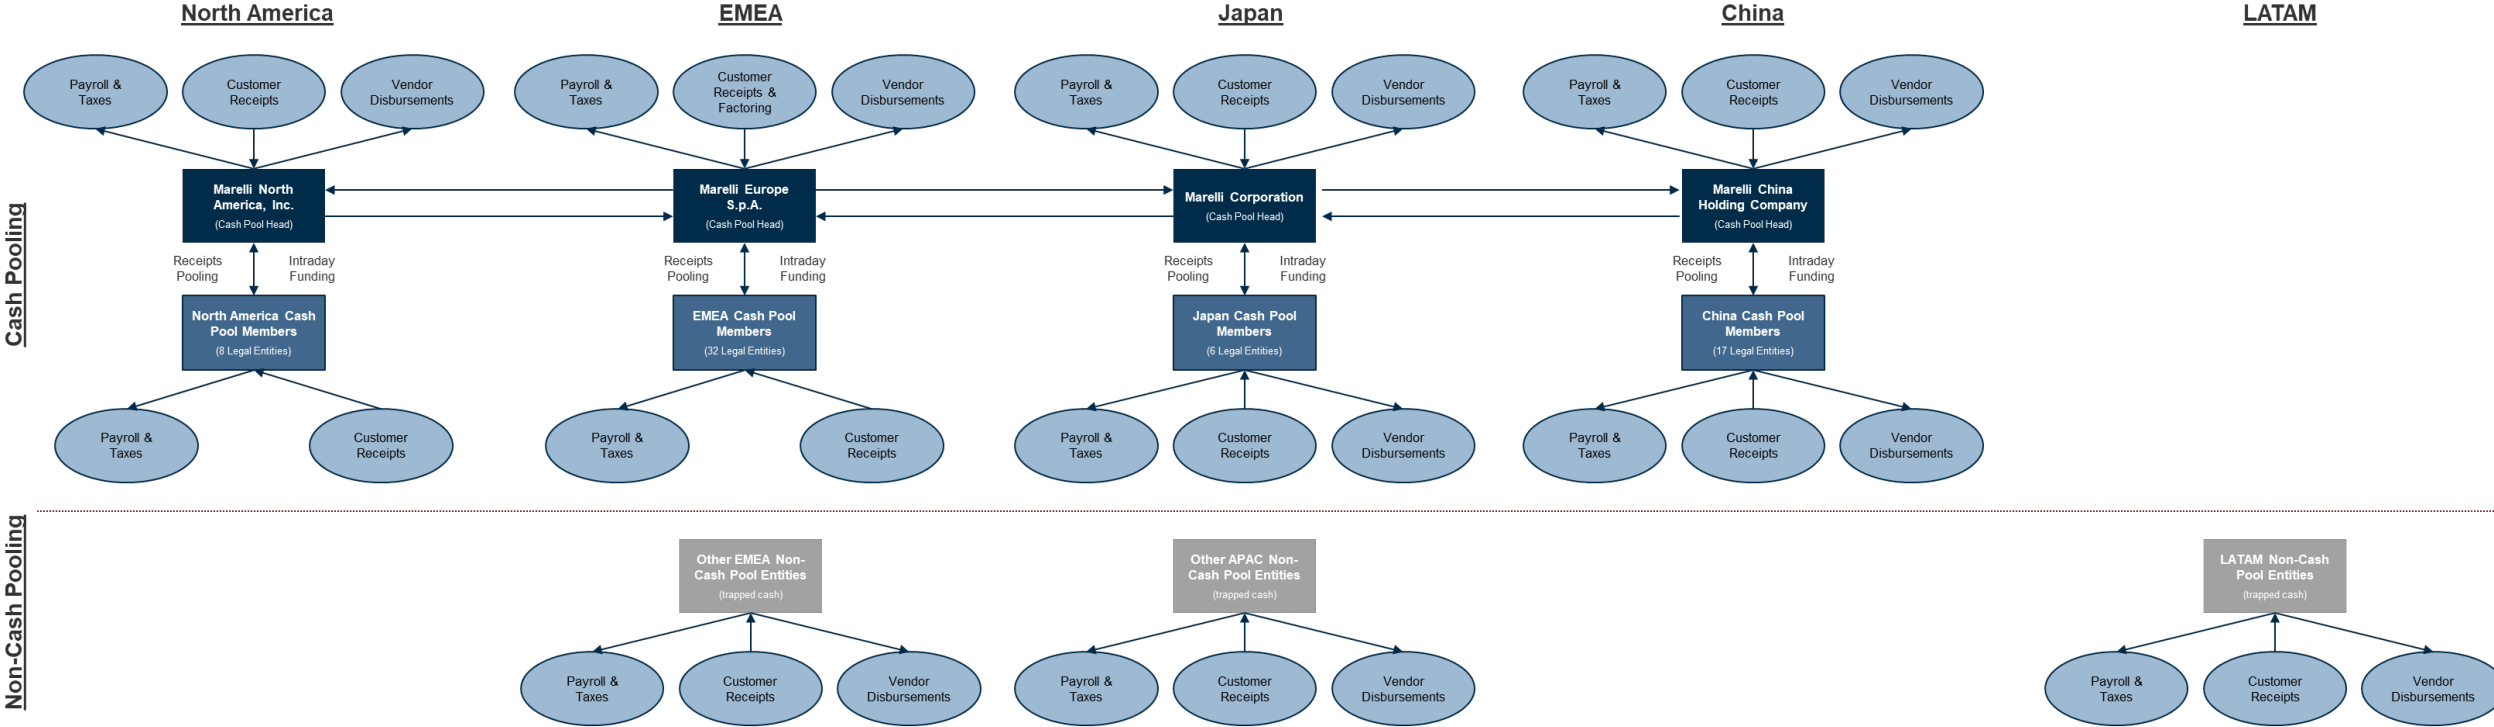 North America
EMEA
Japan
China
LATAM
Payroll &
Taxes
Customer
Receipts
Vendor
Disbursements
Payroll &
Taxes
Customer
Receipts &
Factoring
Vendor
Disbursements
Payroll &
Taxes
Customer
Receipts
Vendor
Disbursements
Payroll &
Taxes
Customer
Receipts
Vendor
Disbursements
Cash Pooling
Marelli North
America, Inc.
(Cash Pool Head)
Marelli Europe
S.p.A.
(Cash Pool Head)
Marelli Corporation
(Cash Pool Head)
Marelli China
Holding Company
(Cash Pool Head)
Receipts
Pooling
Intraday
Funding
Receipts
Pooling
Intraday
Funding
Receipts
Pooling
Intraday
Funding
Receipts
Pooling
Intraday
Funding
North America Cash
Pool Members
(8 Legal Entities)
EMEA Cash Pool
Members
(32 Legal Entities)
Japan Cash Pool
Members
(6 Legal Entities)
China Cash Pool
Members
(17 Legal Entities)
Payroll &
Taxes
Customer
Receipts
Payroll &
Taxes
Customer
Receipts
Payroll &
Taxes
Customer
Receipts
Vendor
Disbursements
Payroll &
Taxes
Customer
Receipts
Vendor
Disbursements
Non-Cash Pooling
Other EMEA Non-
Cash Pool Entities
(trapped cash)
Other APAC Non-
Cash Pool Entities
(trapped cash)
LATAM Non-Cash
Pool Entities
(trapped cash)
Payroll &
Taxes
Customer
Receipts
Vendor
Disbursements
Payroll &
Taxes
Customer
Receipts
Vendor
Disbursements
Payroll &
Taxes
Customer
Receipts
Vendor
Disbursements